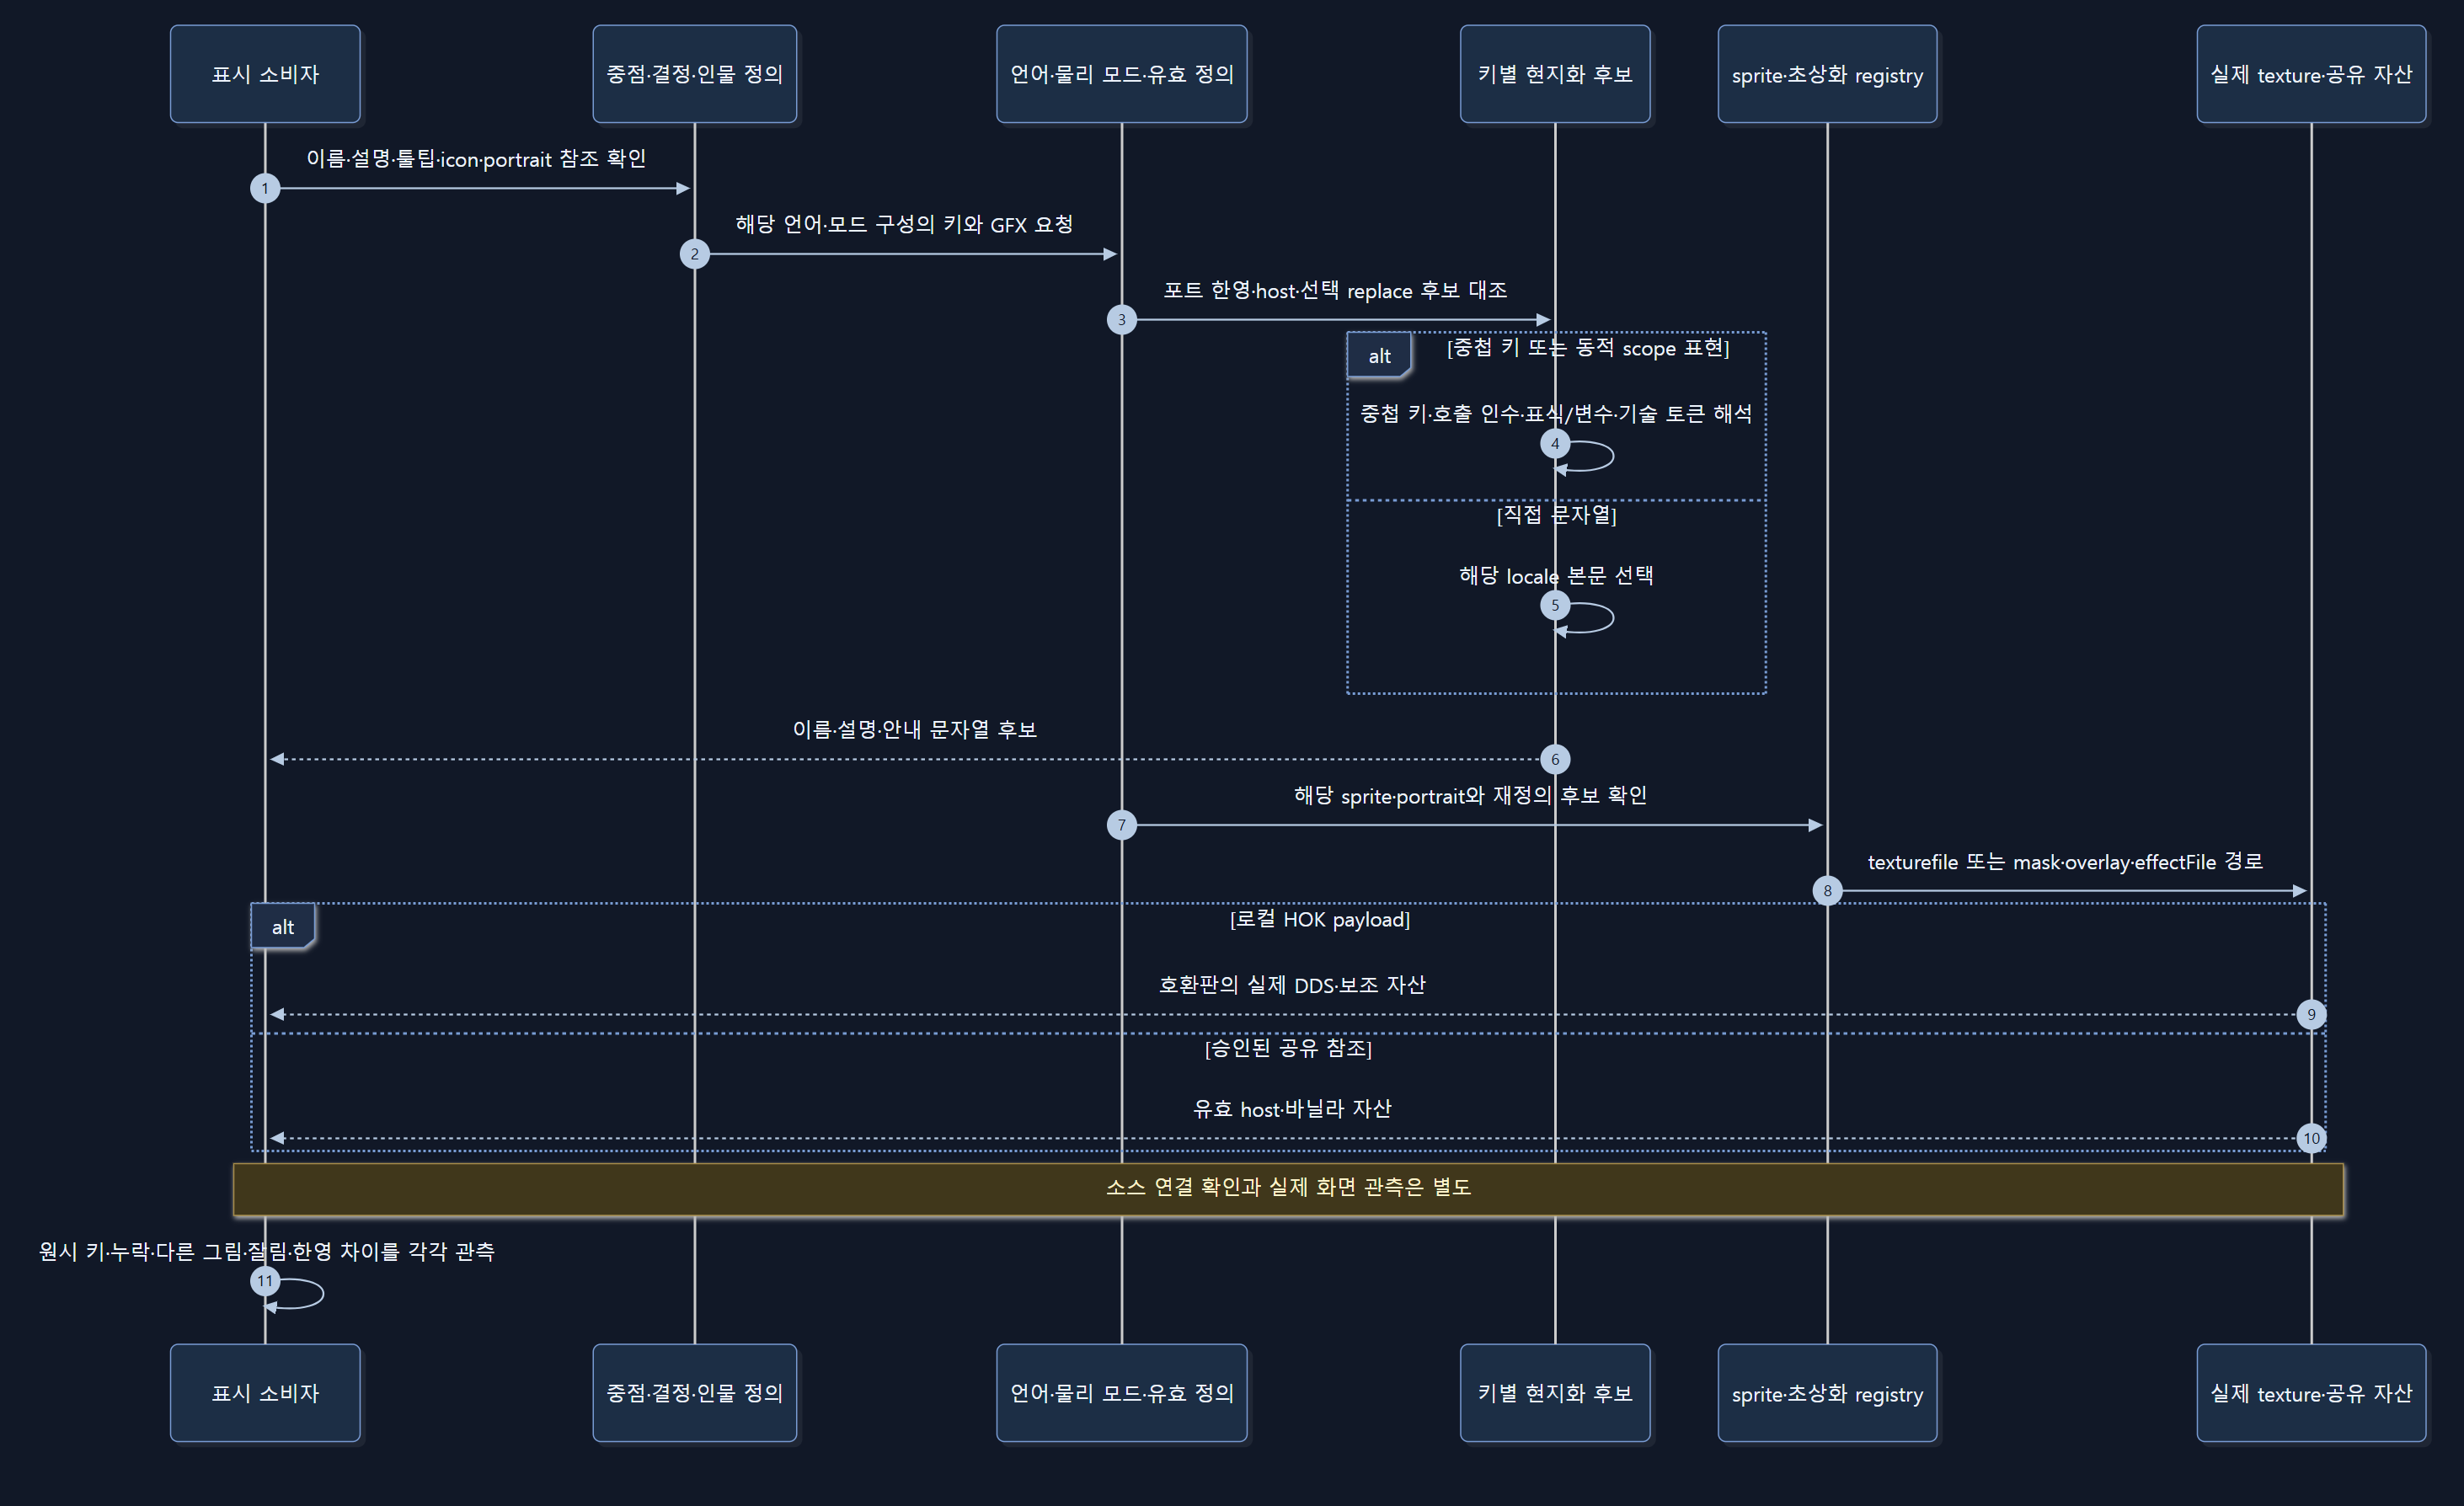 표시 소비자
중점·결정·인물 정의
언어·물리 모드·유효 정의
키별 현지화 후보
sprite·초상화 registry
실제 texture·공유 자산
이름·설명·툴팁·icon·portrait 참조 확인
1
해당 언어·모드 구성의 키와 GFX 요청
2
포트 한영·host·선택 replace 후보 대조
3
alt
[중첩 키 또는 동적 scope 표현]
중첩 키·호출 인수·표식/변수·기술 토큰 해석
4
[직접 문자열]
해당 locale 본문 선택
5
이름·설명·안내 문자열 후보
6
해당 sprite·portrait와 재정의 후보 확인
7
texturefile 또는 mask·overlay·effectFile 경로
8
alt
[로컬 HOK payload]
호환판의 실제 DDS·보조 자산
9
[승인된 공유 참조]
유효 host·바닐라 자산
10
소스 연결 확인과 실제 화면 관측은 별도
원시 키·누락·다른 그림·잘림·한영 차이를 각각 관측
11
표시 소비자
중점·결정·인물 정의
언어·물리 모드·유효 정의
키별 현지화 후보
sprite·초상화 registry
실제 texture·공유 자산